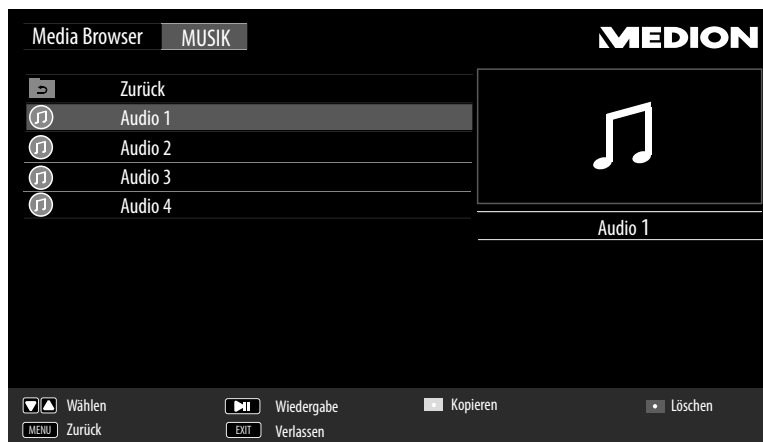 Media Browser MUSIK MEDION
Zurück
Audio 1
Audio 2
Audio 3
Audio 4
Audio 1
Wählen Wiedergabe Kopieren Löschen
MENU Zurück EXIT Verlassen